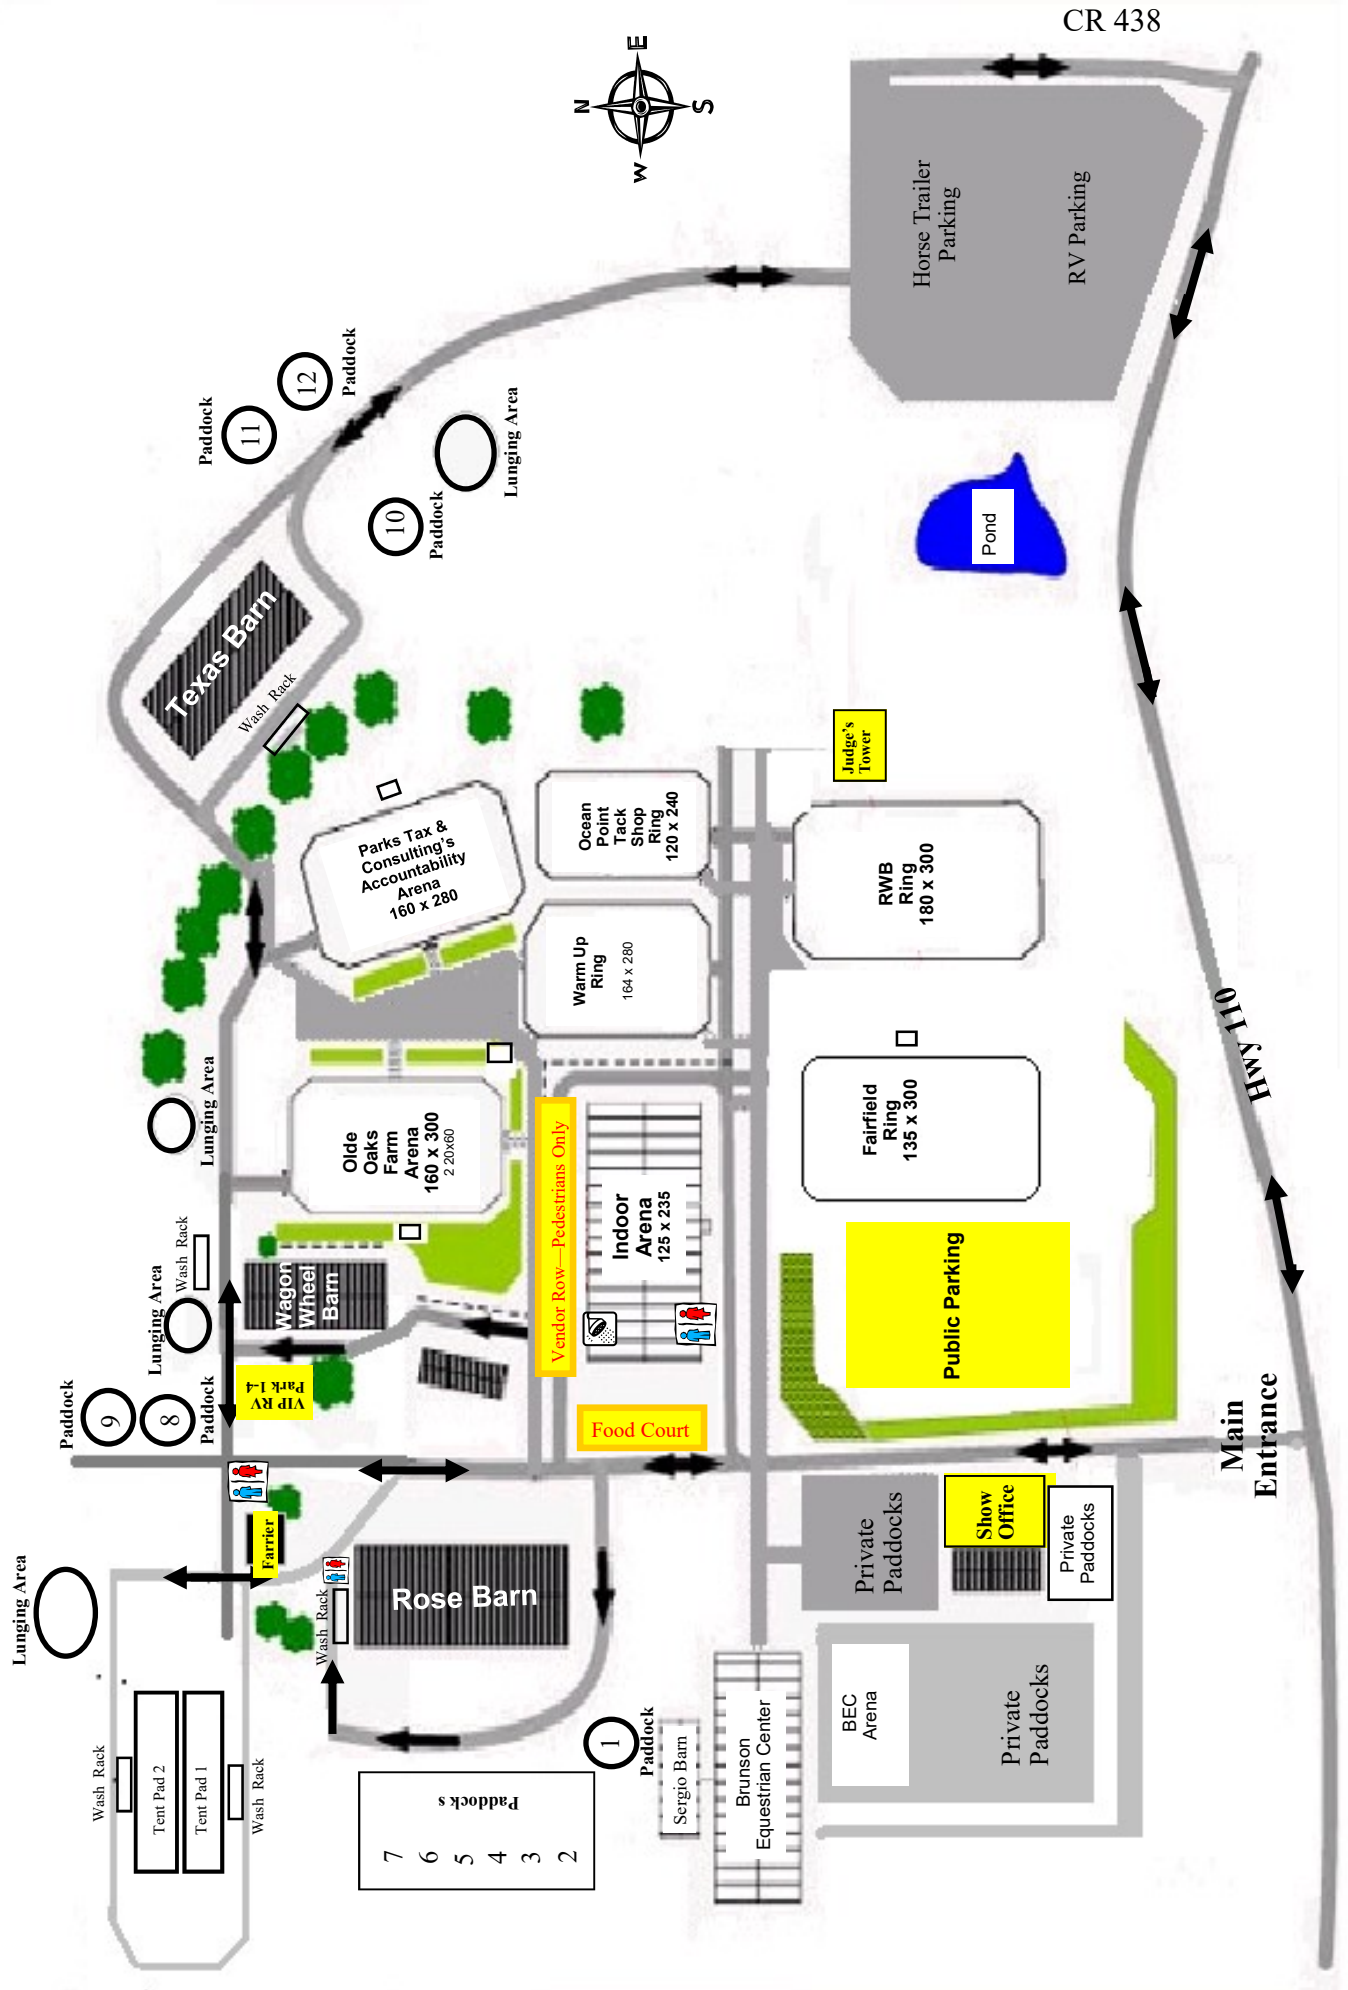 CR 438
E
N
S
W
Horse Trailer
Parking
RV Parking
Paddock
12
Paddock
11
Lunging Area
10
Paddock
Pond
Texas Barn
Wash Rack
Judge's
Tower
Parks Tax &
Consulting's
Accountability
Arena
160 x 280
Ocean
Point
Tack
Shop
Ring
120 x 240
RWB
Ring
180 x 300
Warm Up
Ring
164 x 280
Hwy 110
Lunging Area
Olde
Oaks
Farm
Arena
160 x 300
2 20x60
Vendor Row—Pedestrians Only
Indoor
Arena
125 x 235
Fairfield
Ring
135 x 300
Wash Rack
Lunging Area
Wagon
Wheel
Barn
Public Parking
VIP RV
Park 1-4
Paddock
9
8
Paddock
Food Court
Main
Entrance
Farrier
Lunging Area
Wash Rack
Rose Barn
Private
Paddocks
Show
Office
Private
Paddocks
Wash Rack
Tent Pad 2
Tent Pad 1
Wash Rack
Paddock s
7
6
5
4
3
2
1
Paddock
Sergio Barn
Brunson
Equestrian Center
BEC
Arena
Private
Paddocks